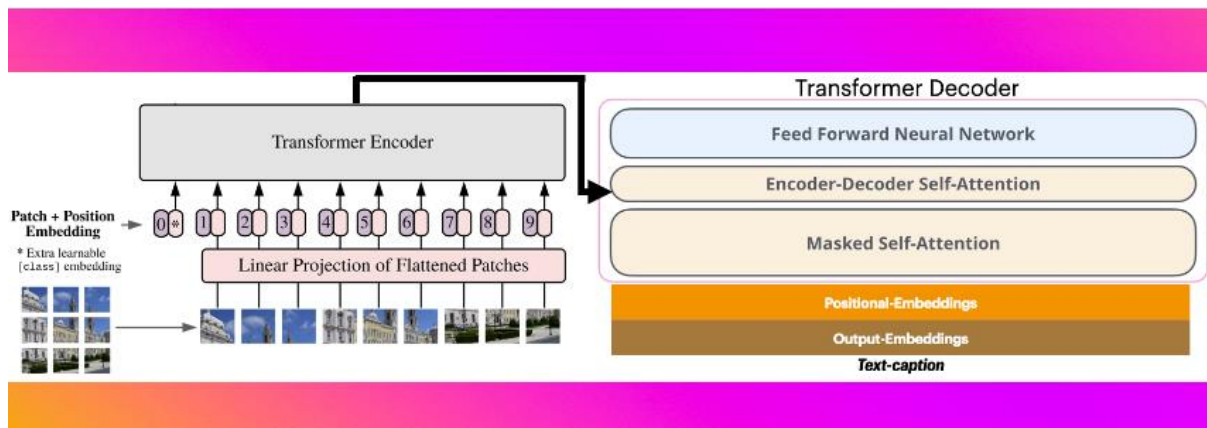 Transformer Decoder
Transformer Encoder
Feed Forward Neural Network
Encoder-Decoder Self-Attention
Masked Self-Attention
Patch + Position
Embedding
0 * 1 2 3 4 5 6 7 8 9
* Extra learnable
[class] embedding
Linear Projection of Flattened Patches
Positional-Embeddings
Output-Embeddings
Text-caption